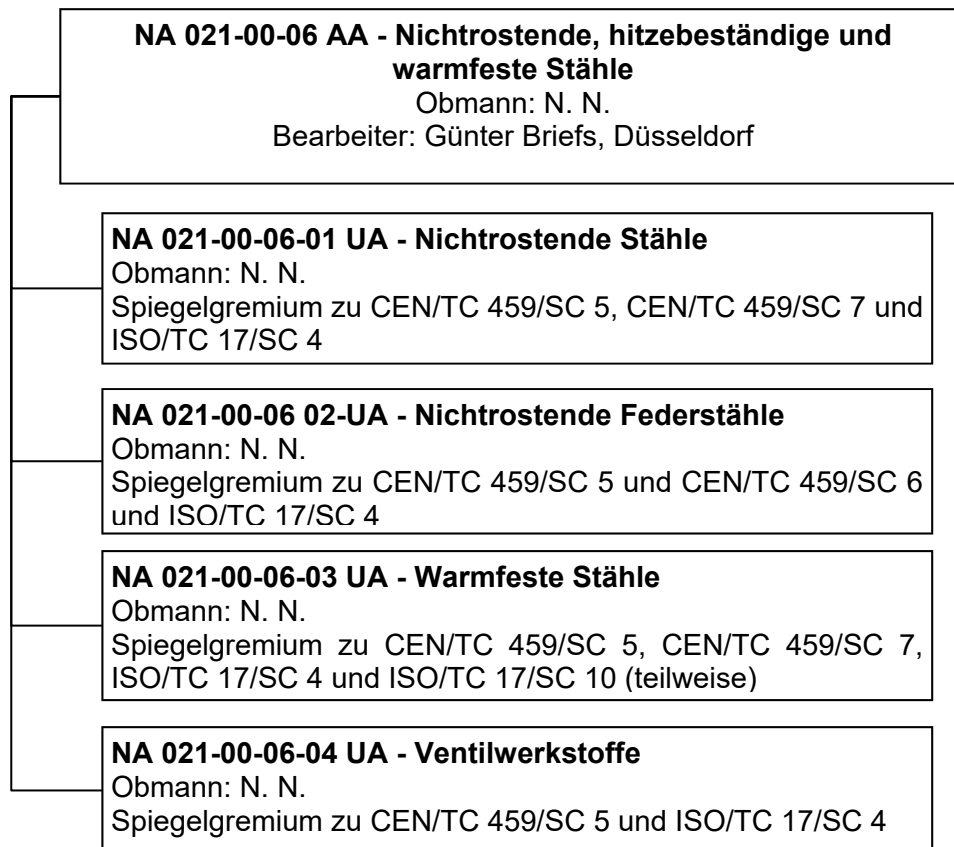 NA 021-00-06 AA - Nichtrostende, hitzebeständige und
warmfeste Stähle
Obmann: N. N.
Bearbeiter: Günter Briefs, Düsseldorf
NA 021-00-06-01 UA - Nichtrostende Stähle
Obmann: N. N.
Spiegelgremium zu CEN/TC 459/SC 5, CEN/TC 459/SC 7 und
ISO/TC 17/SC 4
NA 021-00-06 02-UA - Nichtrostende Federstähle
Obmann: N. N.
Spiegelgremium zu CEN/TC 459/SC 5 und CEN/TC 459/SC 6
und ISO/TC 17/SC 4
NA 021-00-06-03 UA - Warmfeste Stähle
Obmann: N. N.
Spiegelgremium zu CEN/TC 459/SC 5, CEN/TC 459/SC 7,
ISO/TC 17/SC 4 und ISO/TC 17/SC 10 (teilweise)
NA 021-00-06-04 UA - Ventilwerkstoffe
Obmann: N. N.
Spiegelgremium zu CEN/TC 459/SC 5 und ISO/TC 17/SC 4